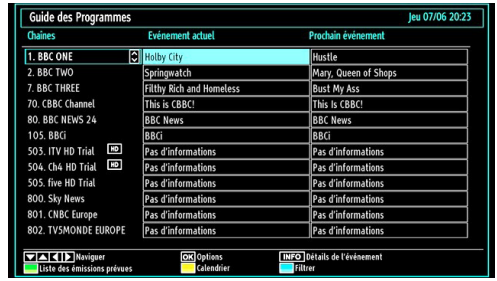 Guide des Programmes Jeu 07/06 20:23
Chaînes Evénement actuel Prochain événement
1. BBC ONE Holby City Hustle
2. BBC TWO Springwatch Mary, Queen of Shops
7. BBC THREE Filthy Rich and Homeless Bust My Ass
70. CBBC Channel This is CBBC! This Is CBBC!
80. BBC NEWS 24 BBC News BBC News
105. BBCi BBCi BBCi
503. ITV HD Trial HD Pas d'informations Pas d'informations
504. Ch4 HD Trial HD Pas d'informations Pas d'informations
505. five HD Trial Pas d'informations Pas d'informations
800. Sky News Pas d'informations Pas d'informations
801. CNBC Europe Pas d'informations Pas d'informations
802. TV5MONDE EUROPE Pas d'informations Pas d'informations
Naviguer OK Options INFO Détails de l'événement
Liste des émissions prévues Calendrier Filtrer